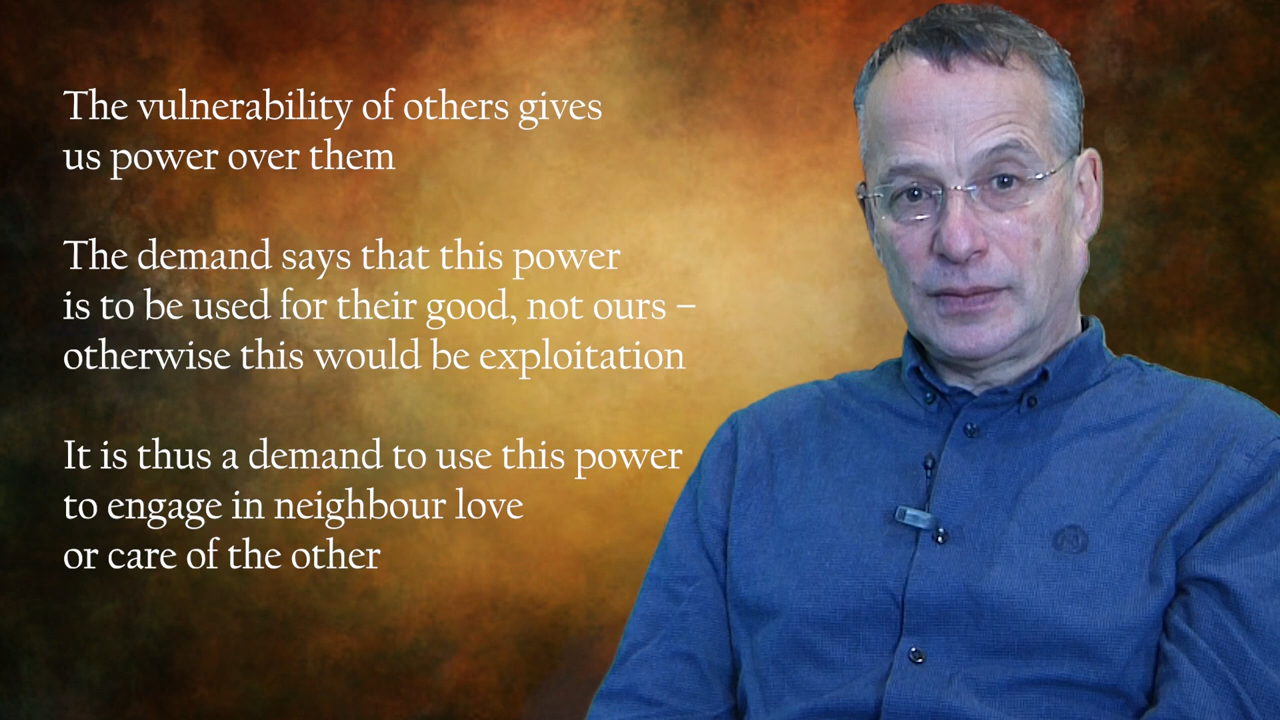 The vulnerability of others gives
us power over them
The demand says that this power
is to be used for their good, not ours –
otherwise this would be exploitation
It is thus a demand to use this power
to engage in neighbour love
or care of the other